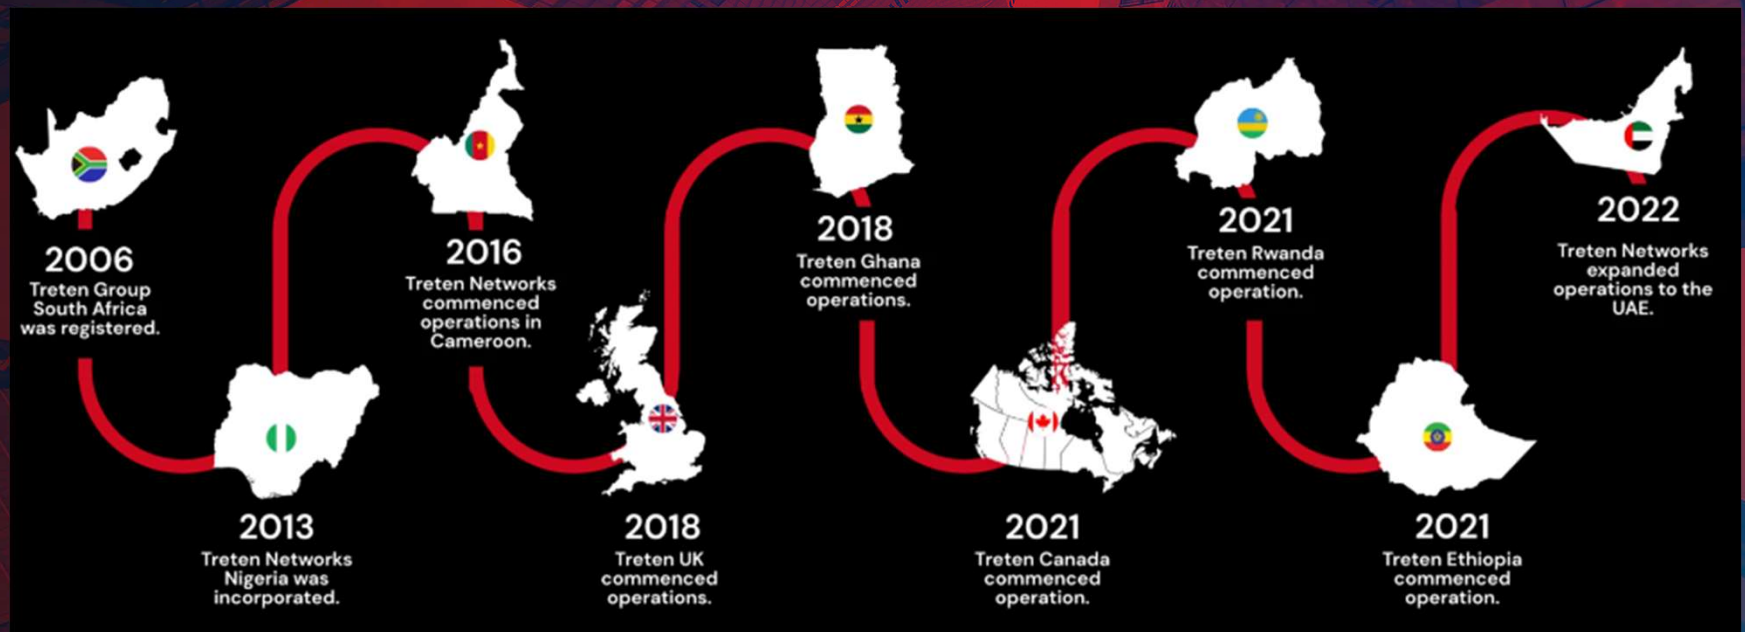 2006
Treten Group
South Africa
was registered.
2013
Treten Networks
Nigeria was
incorporated.
2016
Treten Networks
commenced
operations in
Cameroon.
2018
Treten UK
commenced
operations.
2018
Treten Ghana
commenced
operations.
2021
Treten Canada
commenced
operation.
2021
Treten Rwanda
commenced
operation.
2021
Treten Ethiopia
commenced
operation.
2022
Treten Networks
expanded
operations to the
UAE.